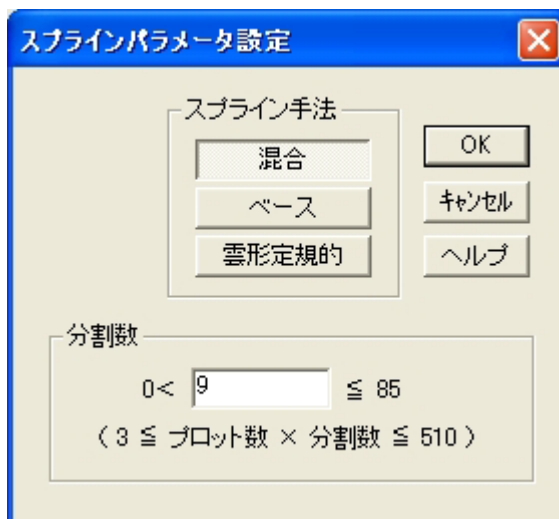 スプラインパラメータ設定
スプライン手法
混合
ベース
雲形定規的
OK
キャンセル
ヘルプ
分割数
0< 9 ≦ 85
( 3 ≦ プロット数 × 分割数 ≦ 510 )